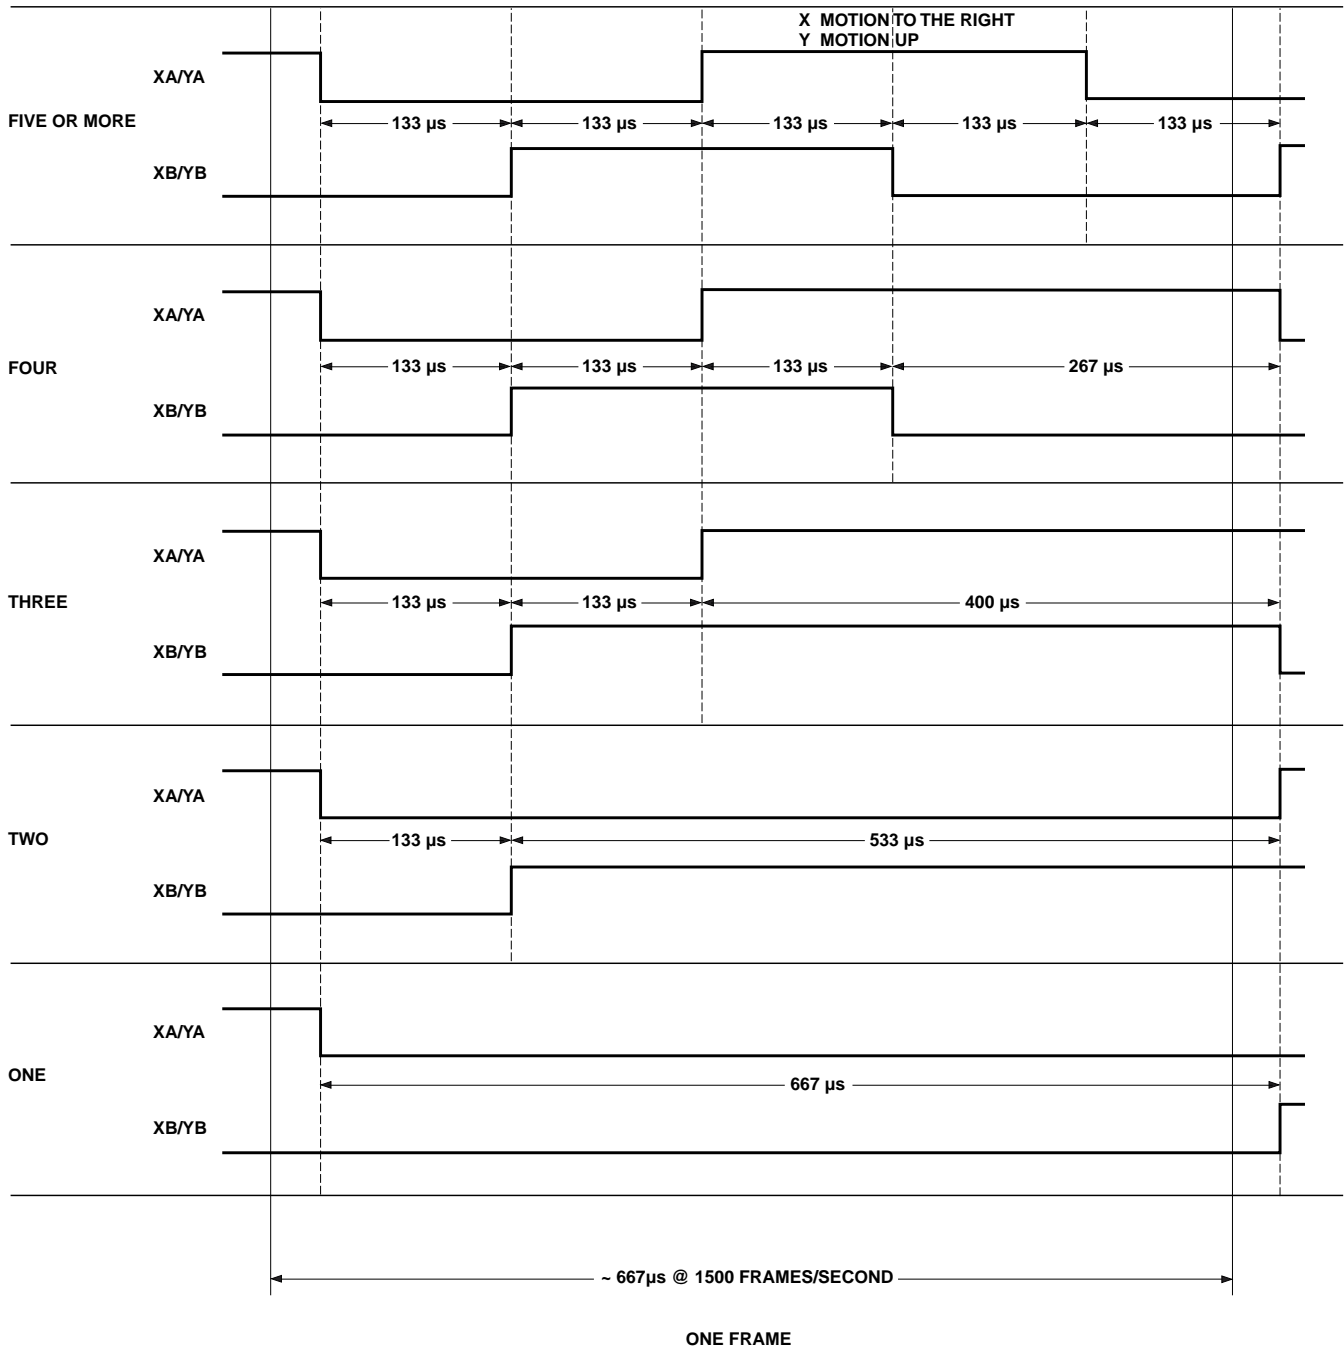 X MOTION TO THE RIGHT
Y MOTION UP
XA/YA
FIVE OR MORE
133 µs
133 µs
133 µs
133 µs
133 µs
XB/YB
XA/YA
FOUR
133 µs
133 µs
133 µs
267 µs
XB/YB
XA/YA
THREE
133 µs
133 µs
400 µs
XB/YB
XA/YA
TWO
133 µs
533 µs
XB/YB
XA/YA
ONE
667 µs
XB/YB
~ 667µs @ 1500 FRAMES/SECOND
ONE FRAME